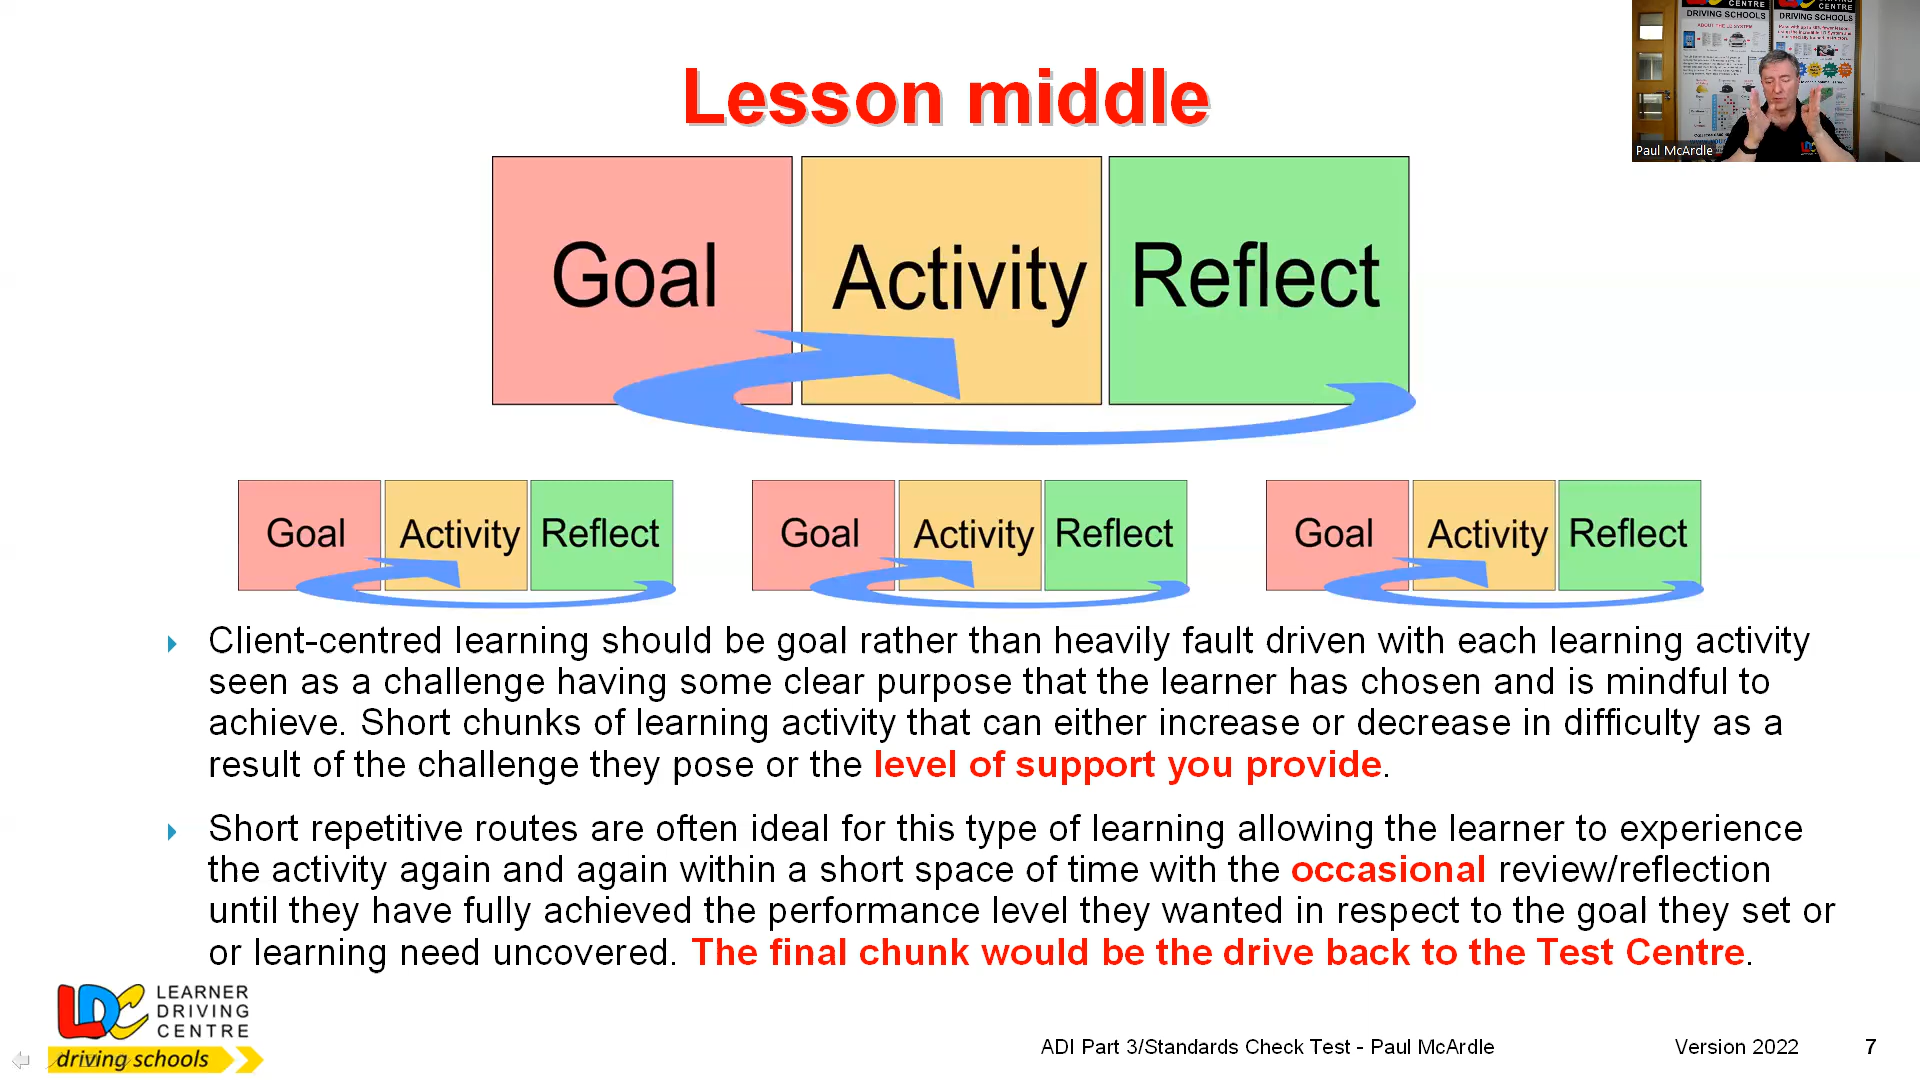 CENTRE
CENTRE
DRIVING SCHOOLS
DRIVING SCHOOLS
Paul McArdle
Lesson middle
Goal
Activity
Reflect
Goal
Activity
Reflect
Goal
Activity
Reflect
Goal
Activity
Reflect
Client-centred learning should be goal rather than heavily fault driven with each learning activity
seen as a challenge having some clear purpose that the learner has chosen and is mindful to
achieve. Short chunks of learning activity that can either increase or decrease in difficulty as a
result of the challenge they pose or the level of support you provide.
Short repetitive routes are often ideal for this type of learning allowing the learner to experience
the activity again and again within a short space of time with the occasional review/reflection
until they have fully achieved the performance level they wanted in respect to the goal they set or
or learning need uncovered. The final chunk would be the drive back to the Test Centre.
LDC
LEARNER
DRIVING
CENTRE
driving schools
ADI Part 3/Standards Check Test - Paul McArdle
Version 2022
7